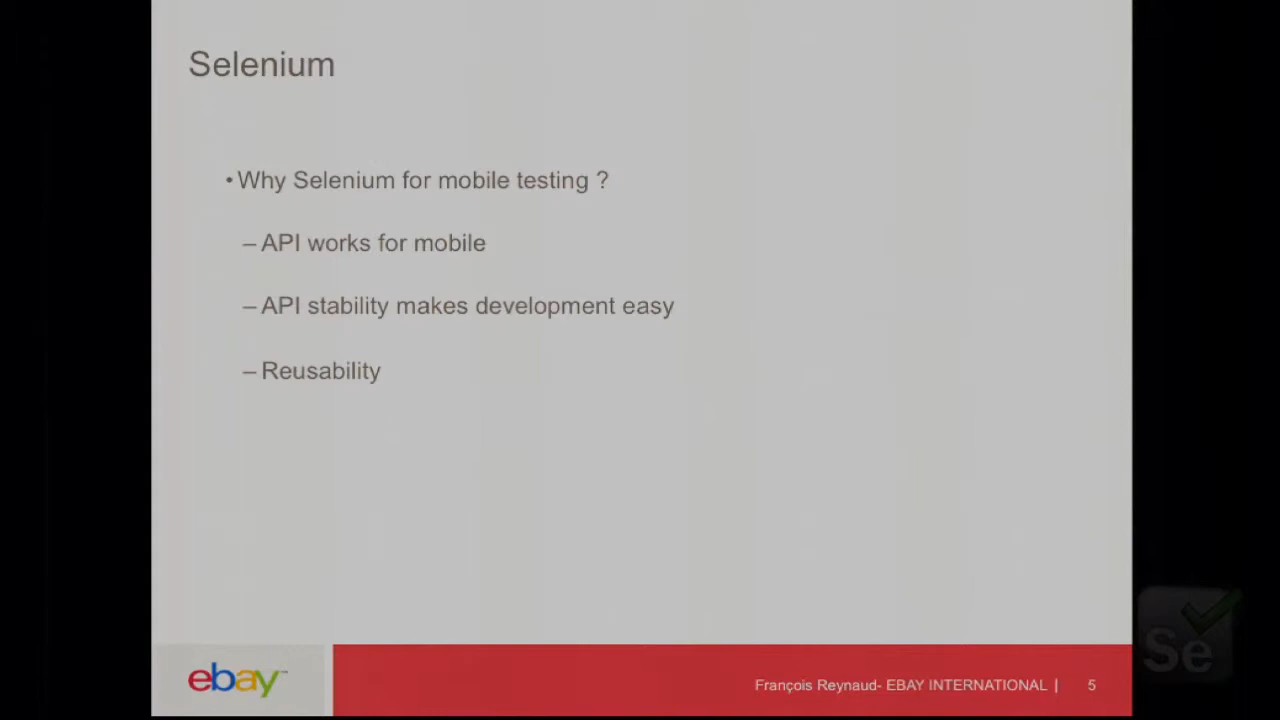 Selenium
• Why Selenium for mobile testing ?
– API works for mobile
– API stability makes development easy
– Reusability
ebay™
François Reynaud- EBAY INTERNATIONAL | 5
Se